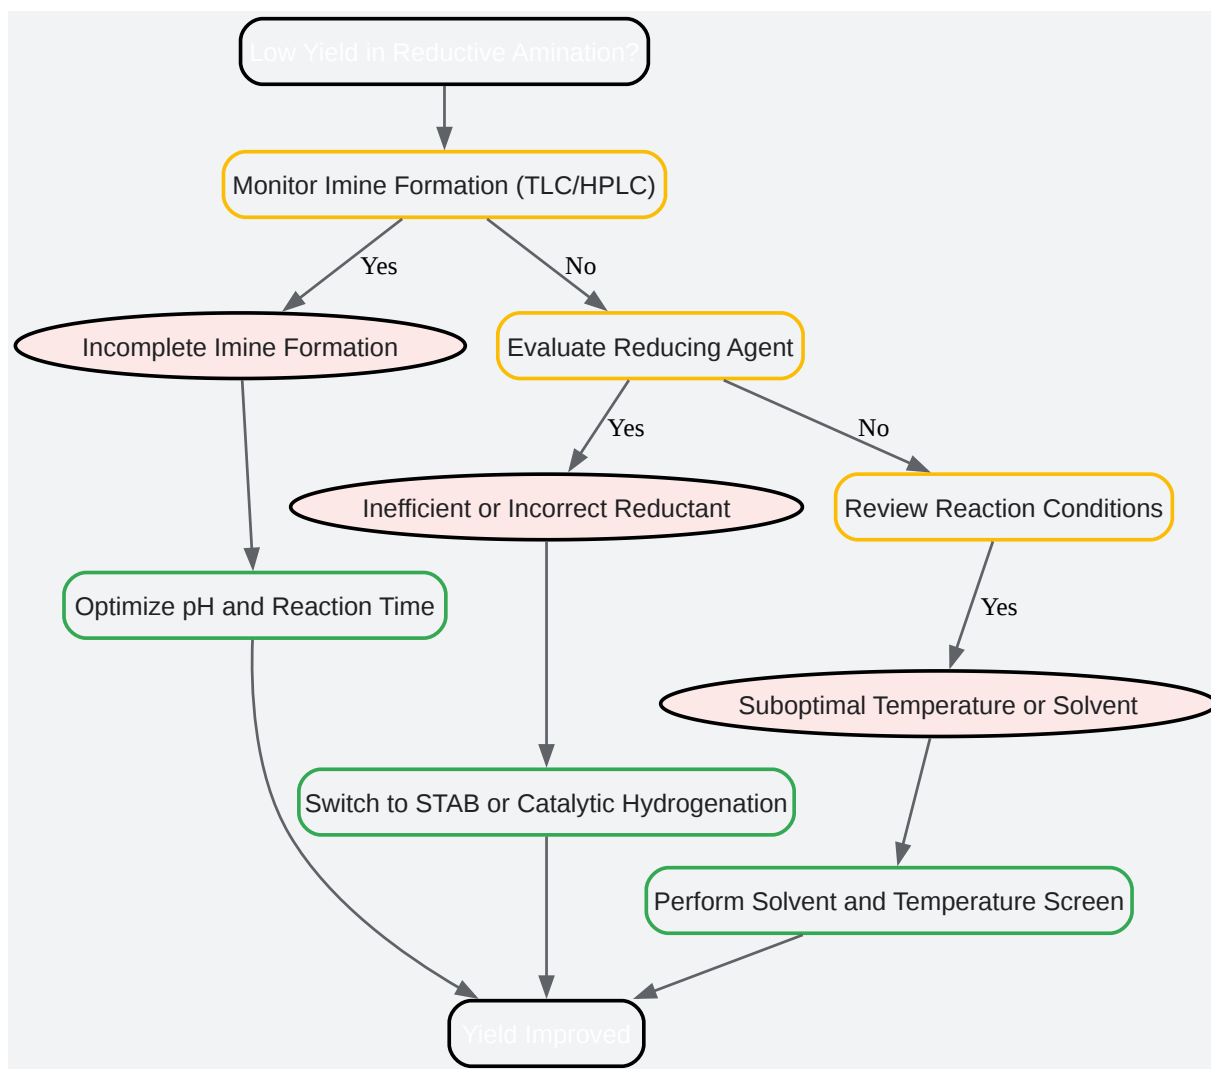 Low Yield in Reductive Amination?
Monitor Imine Formation (TLC/HPLC)
Yes
No
Incomplete Imine Formation
Evaluate Reducing Agent
Yes
No
Inefficient or Incorrect Reductant
Review Reaction Conditions
Optimize pH and Reaction Time
Yes
Suboptimal Temperature or Solvent
Switch to STAB or Catalytic Hydrogenation
Perform Solvent and Temperature Screen
Yield Improved